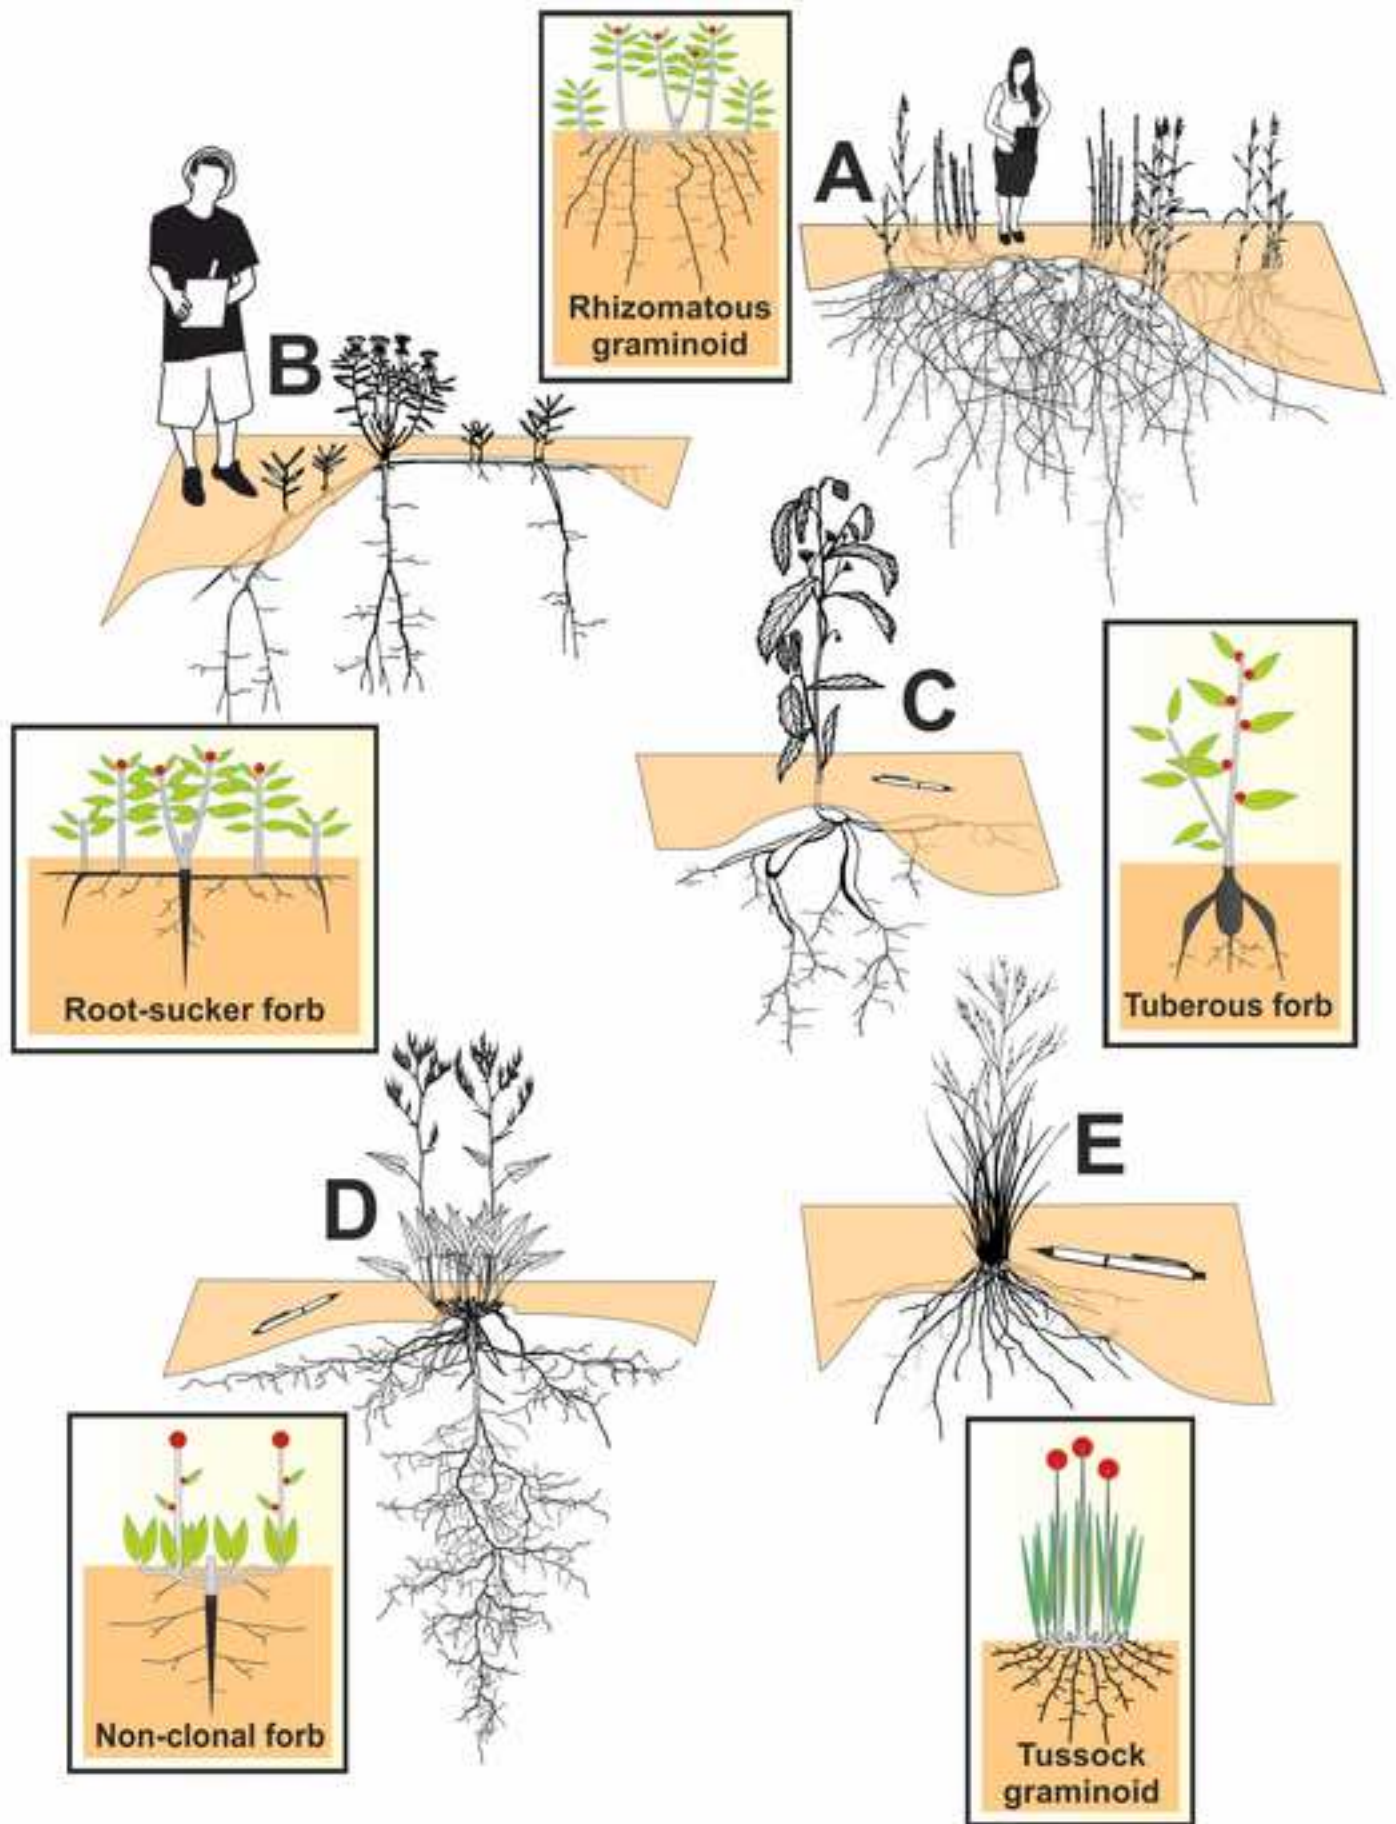 A
Rhizomatous
graminoid
B
C
Root-sucker forb
Tuberous forb
D
E
Non-clonal forb
Tussock
graminoid